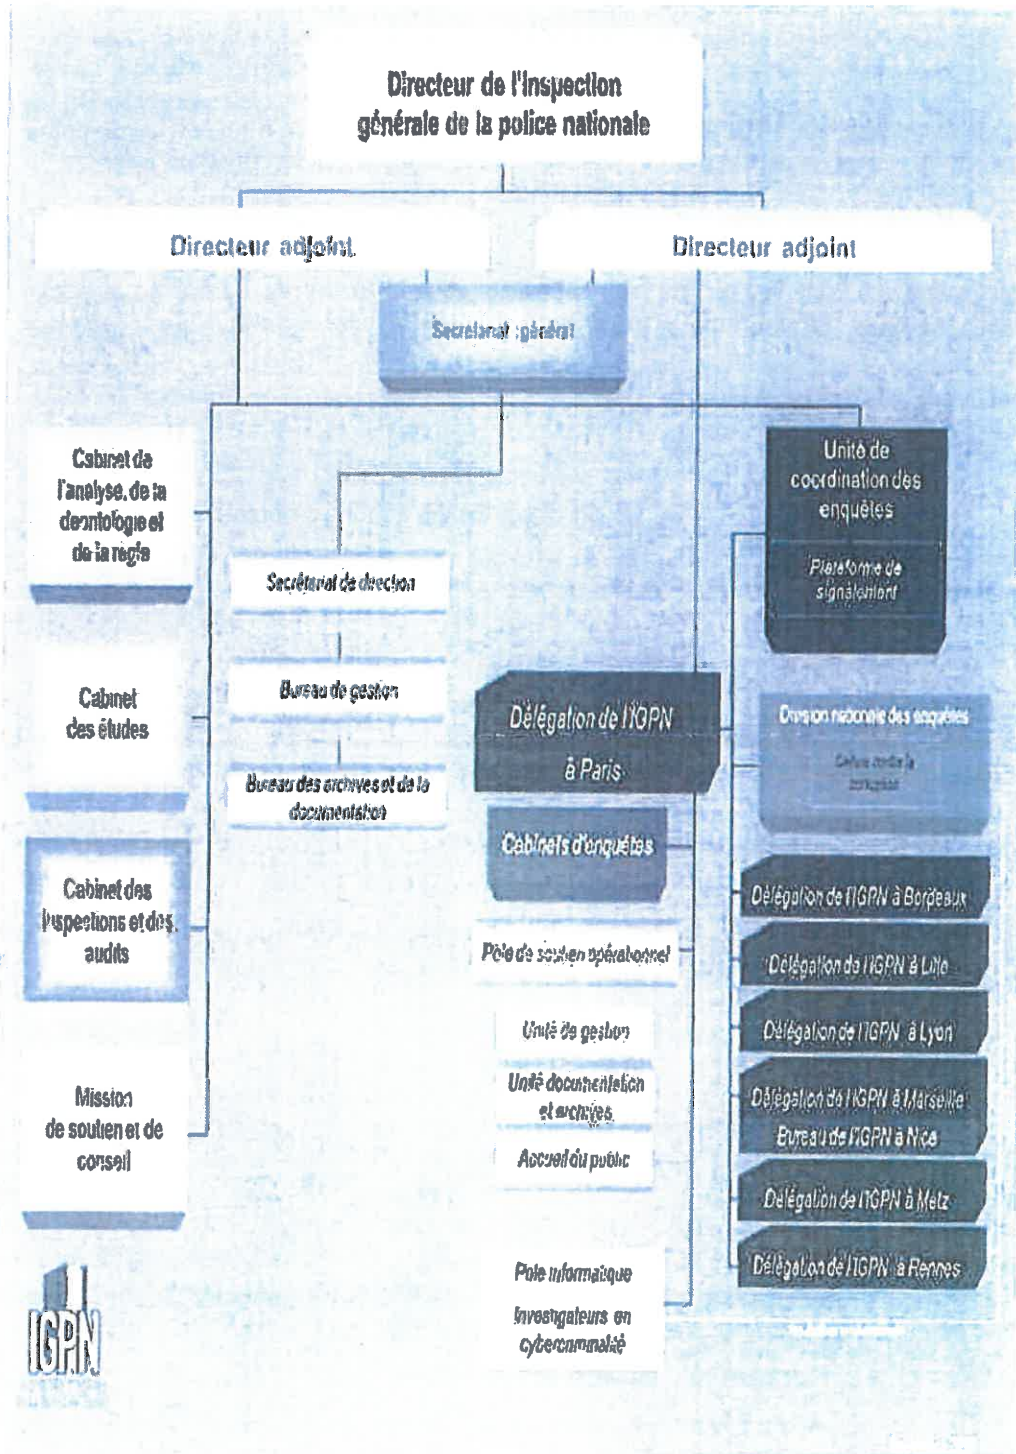 Directeur de l'Inspection
générale de la police nationale
Directeur adjoint
Directeur adjoint
Secrétariat général
Cabinet de
l'analyse, de la
déontologie et
de la règle
Cabinet
des études
Cabinet des
inspections et des
audits
Mission
de soutien et de
conseil
Secrétariat de direction
Bureau de gestion
Bureau des archives et de la
documentation
Unité de
coordination des
enquêtes
Plateforme de
signalement
Délégation de l'IGPN
à Paris
Cabinets d'enquêtes
Pôle de soutien opérationnel
Unité de gestion
Unité documentation
et archives
Accueil du public
Pole informatique
Investigateurs en
cybercriminalité
Division nationale des enquêtes
Délégation de l'IGPN à Bordeaux
Délégation de l'IGPN à Lille
Délégation de l'IGPN à Lyon
Délégation de l'IGPN à Marseille
Bureau de l'IGPN à Nice
Délégation de l'IGPN à Metz
Délégation de l'IGPN à Rennes
IGPN